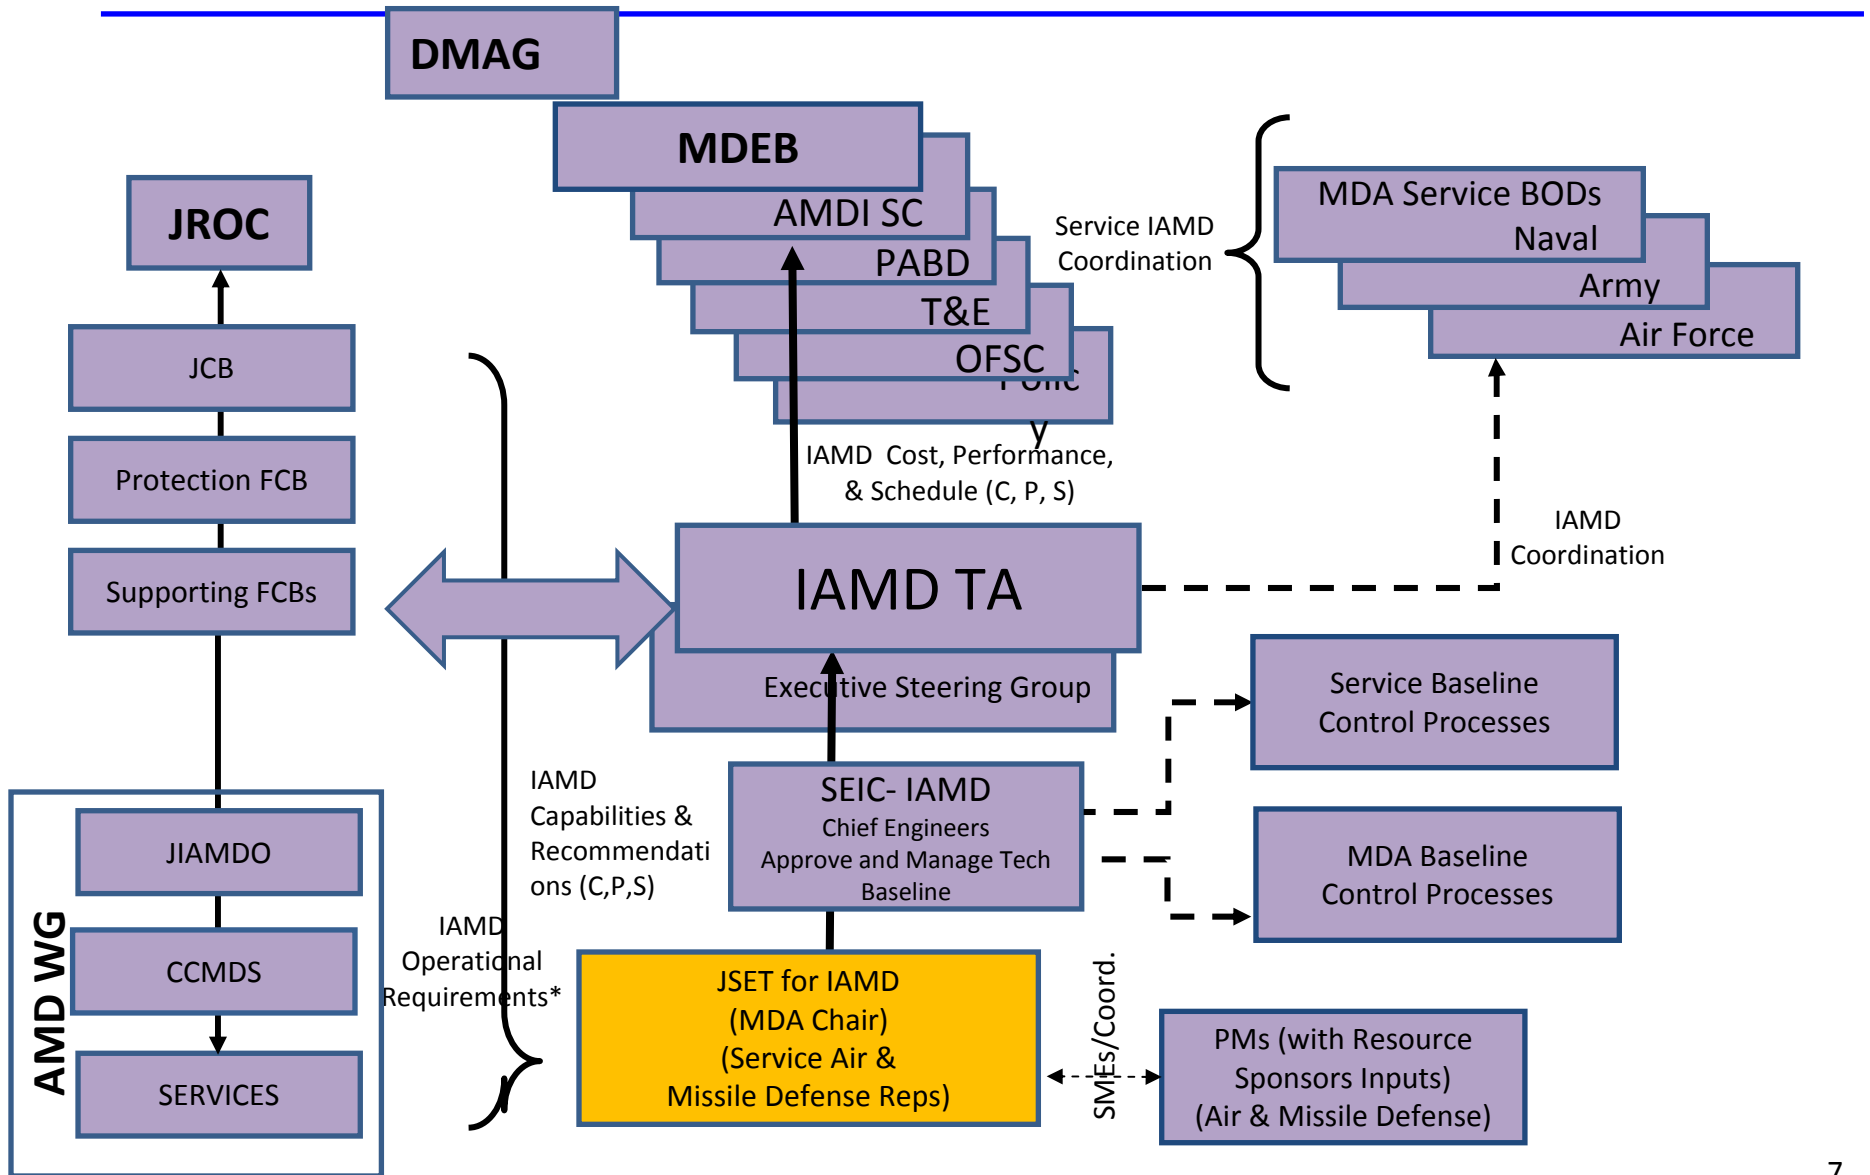 DMAG
MDEB
AMDI SC
PABD
T&E
OFSC
Polic
y
JROC
JCB
Protection FCB
Supporting FCBs
AMD WG
JIAMDO
CCMDS
SERVICES
Service IAMD
Coordination
MDA Service BODs
Naval
Army
Air Force
IAMD  Cost, Performance,
& Schedule (C, P, S)
IAMD
Coordination
IAMD TA
Executive Steering Group
IAMD
Capabilities &
Recommendati
ons (C,P,S)
IAMD
Operational
Requirements*
SEIC- IAMD
Chief Engineers
Approve and Manage Tech
Baseline
Service Baseline
Control Processes
MDA Baseline
Control Processes
JSET for IAMD
(MDA Chair)
(Service Air &
Missile Defense Reps)
SMEs/Coord.
PMs (with Resource
Sponsors Inputs)
(Air & Missile Defense)
7